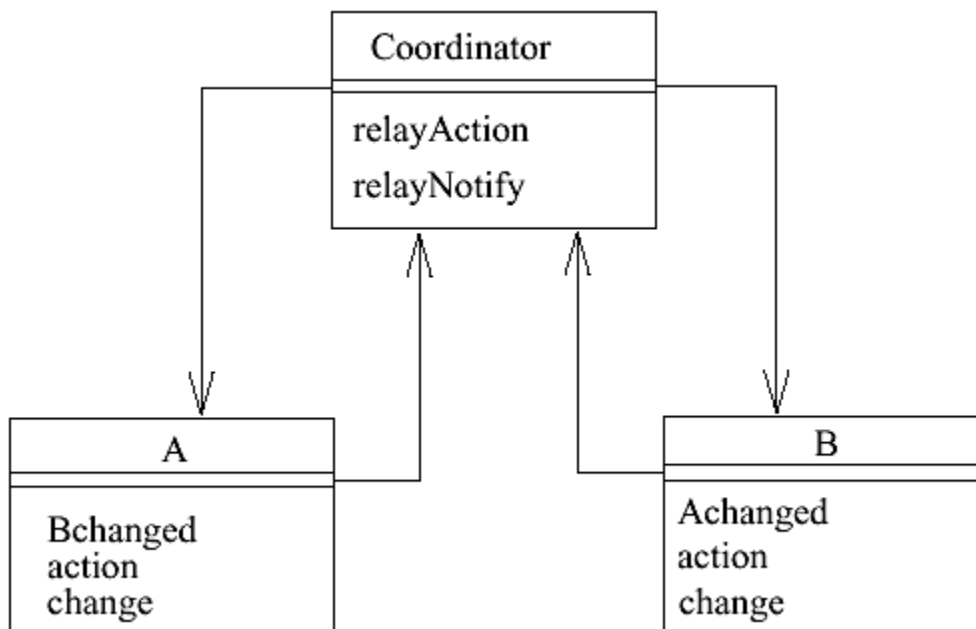 Coordinator
relayAction
relayNotify
A
Bchanged
action
change
B
Achanged
action
change